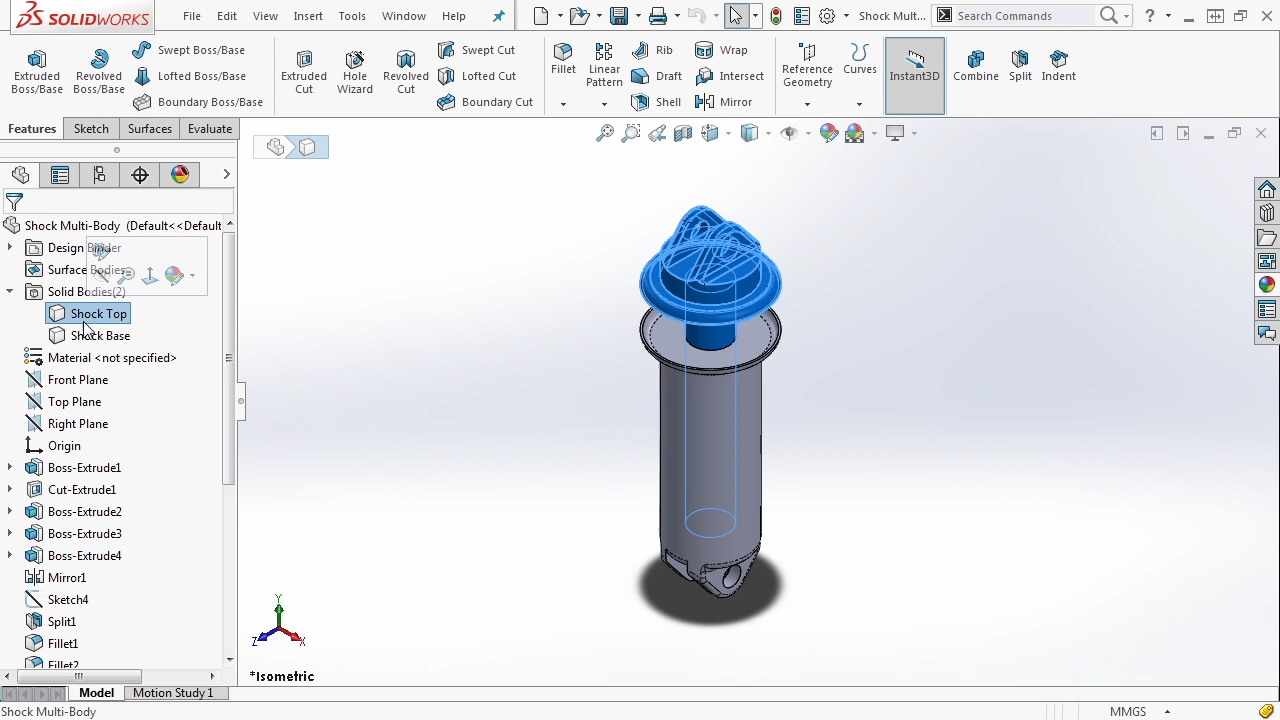 SOLIDWORKS File Edit View Insert Tools Window Help Shock Mult... Search Commands ?
Extruded Boss/Base
Revolved Boss/Base
Swept Boss/Base
Lofted Boss/Base
Boundary Boss/Base
Extruded Cut
Hole Wizard
Revolved Cut
Swept Cut
Lofted Cut
Boundary Cut
Fillet
Linear Pattern
Rib
Draft
Shell
Wrap
Intersect
Mirror
Reference Geometry
Curves
Instant3D
Combine
Split
Indent
Features Sketch Surfaces Evaluate
Shock Multi-Body (Default<<Default
Design Binder
Surface Bodies
Solid Bodies(2)
Shock Top
Shock Base
Material <not specified>
Front Plane
Top Plane
Right Plane
Origin
Boss-Extrude1
Cut-Extrude1
Boss-Extrude2
Boss-Extrude3
Boss-Extrude4
Mirror1
Sketch4
Split1
Fillet1
Fillet2
Y
Z
X
*Isometric
Model Motion Study 1
Shock Multi-Body MMGS